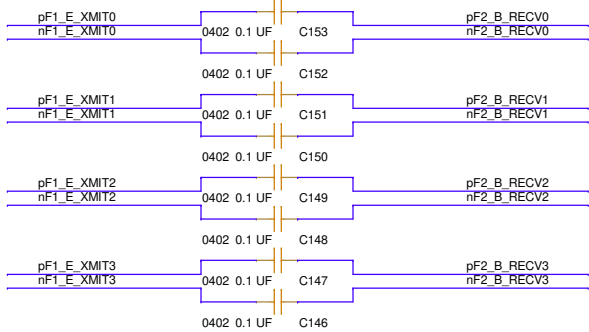 pF1_E_XMIT0 pF2_B_RECV0
nF1_E_XMIT0 0402 0.1 UF C153 nF2_B_RECV0
0402 0.1 UF C152
pF1_E_XMIT1 pF2_B_RECV1
nF1_E_XMIT1 0402 0.1 UF C151 nF2_B_RECV1
0402 0.1 UF C150
pF1_E_XMIT2 pF2_B_RECV2
nF1_E_XMIT2 0402 0.1 UF C149 nF2_B_RECV2
0402 0.1 UF C148
pF1_E_XMIT3 pF2_B_RECV3
nF1_E_XMIT3 0402 0.1 UF C147 nF2_B_RECV3
0402 0.1 UF C146